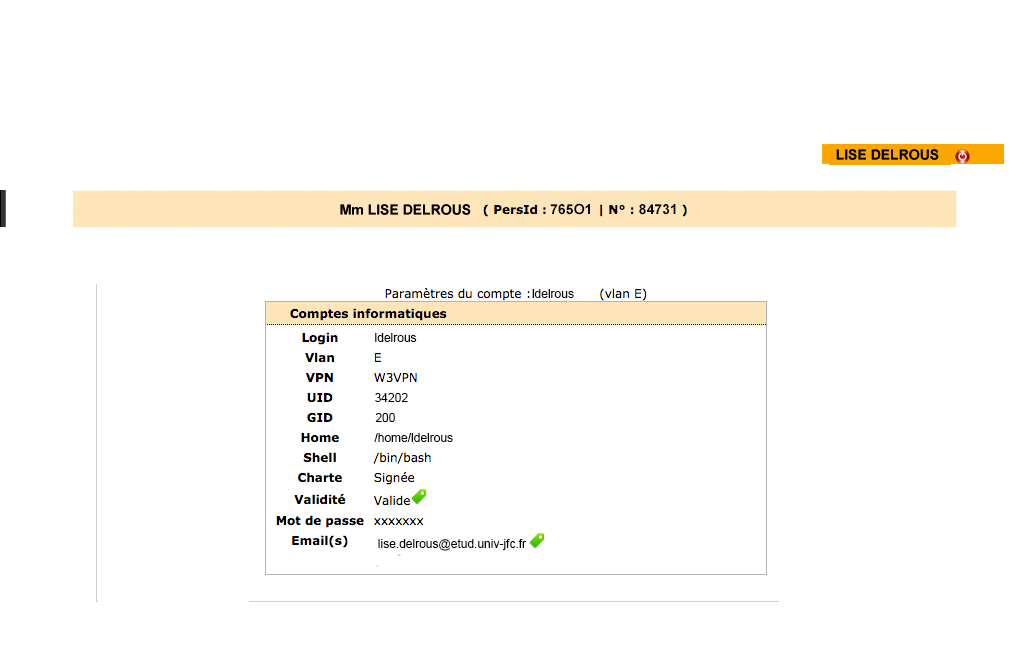 LISE DELROUS
Mm LISE DELROUS ( PersId : 765O1 | N° : 84731 )
Paramètres du compte :ldelrous (vlan E)
Comptes informatiques
Login ldelrous
Vlan E
VPN W3VPN
UID 34202
GID 200
Home /home/ldelrous
Shell /bin/bash
Charte Signée
Validité Valide
Mot de passe xxxxxxx
Email(s) lise.delrous@etud.univ-jfc.fr